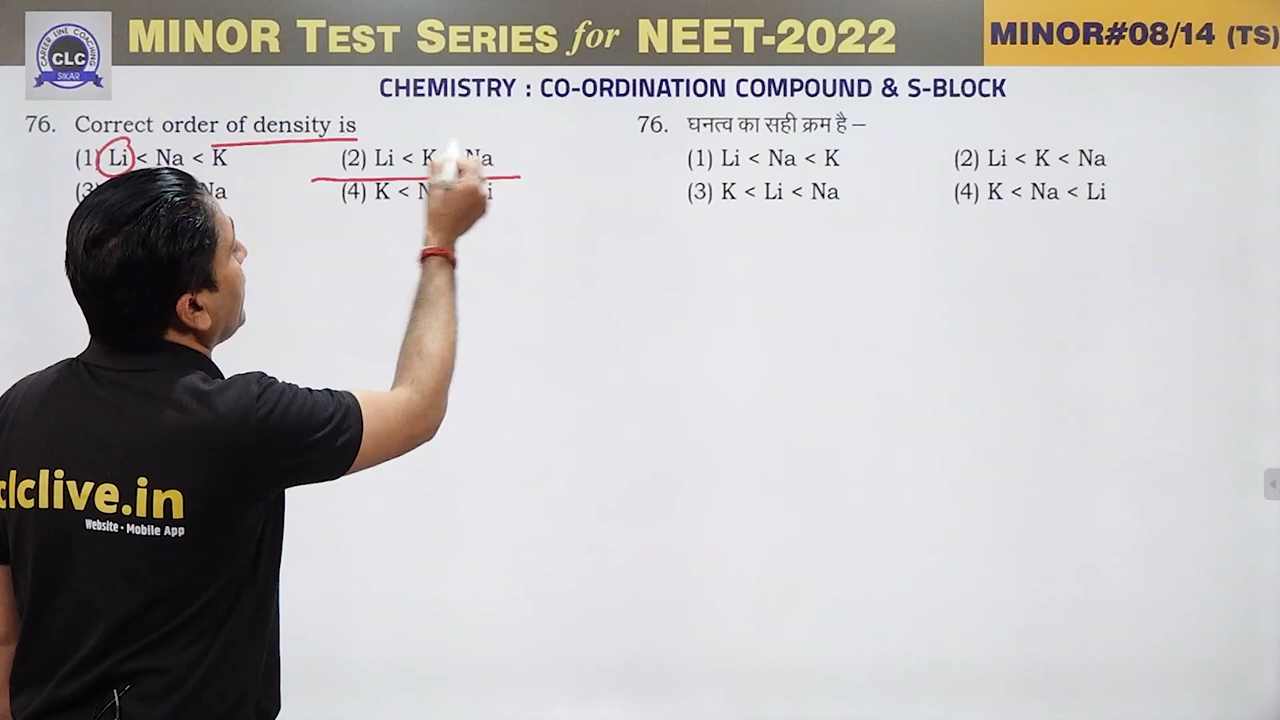 CAREER LINE COACHING
CLC
SIKAR
MINOR TEST SERIES for NEET-2022
MINOR#08/14 (TS)
CHEMISTRY : CO-ORDINATION COMPOUND & S-BLOCK
76. Correct order of density is
(1) Li < Na < K
(2) Li < K Na
(3) Na
(4) K < N i
76. घनत्व का सही क्रम है –
(1) Li < Na < K
(2) Li < K < Na
(3) K < Li < Na
(4) K < Na < Li
clclive.in
Website • Mobile App